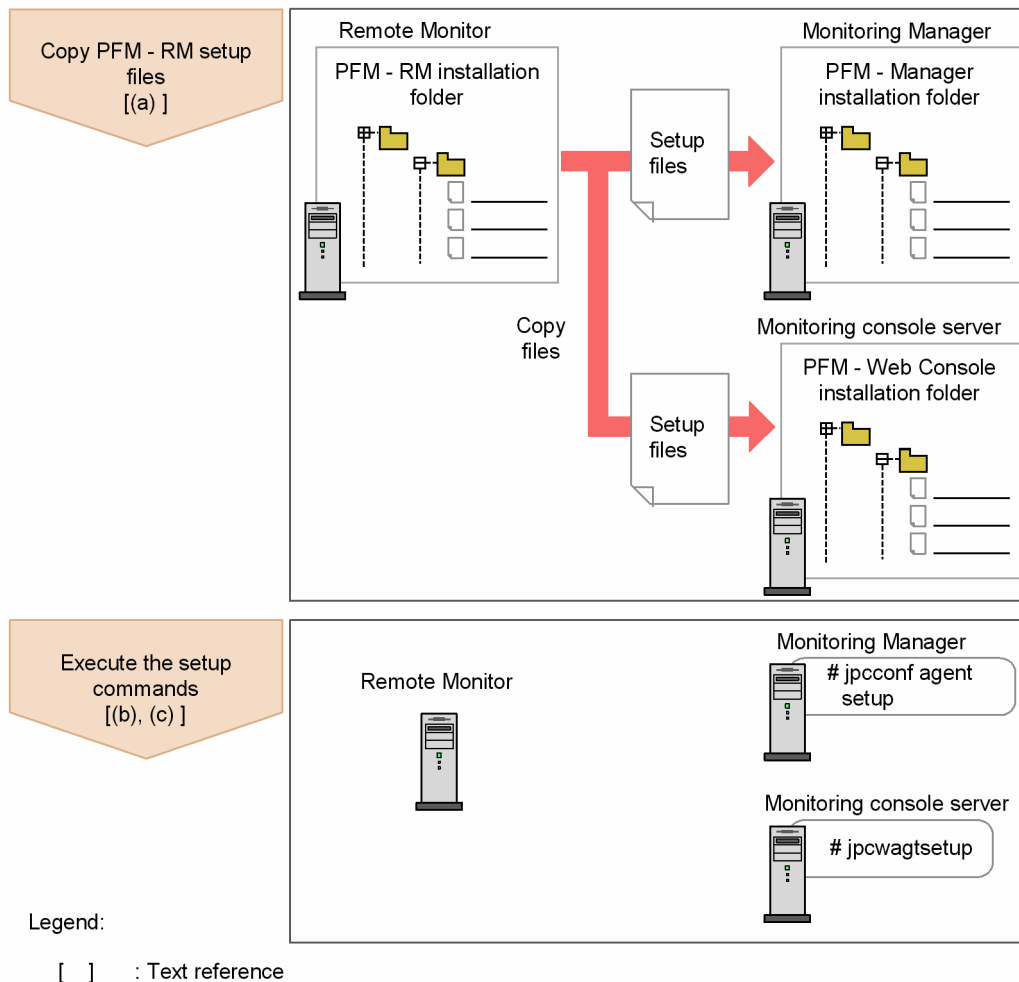 Copy PFM - RM setup
files
[(a) ]
Remote Monitor
PFM - RM installation
folder
Setup
files
Monitoring Manager
PFM - Manager
installation folder
Copy
files
Setup
files
Monitoring console server
PFM - Web Console
installation folder
Execute the setup
commands
[(b), (c) ]
Remote Monitor
Monitoring Manager
# jpcconf agent
setup
Monitoring console server
# jpcwagtsetup
Legend:
[ ] : Text reference